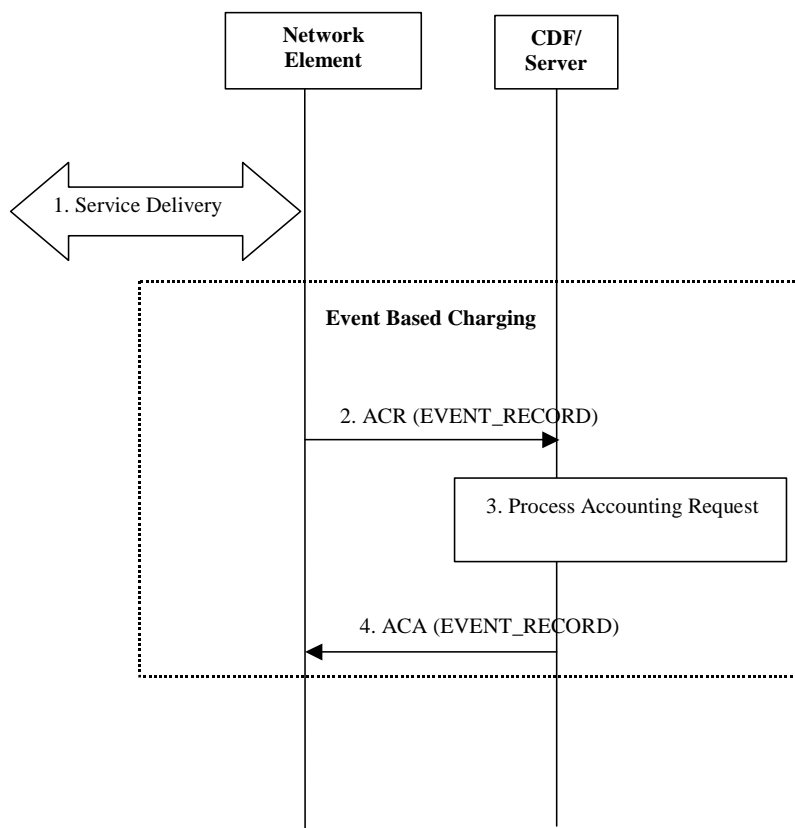 Network
Element
CDF/
Server
1. Service Delivery
Event Based Charging
2. ACR (EVENT_RECORD)
3. Process Accounting Request
4. ACA (EVENT_RECORD)